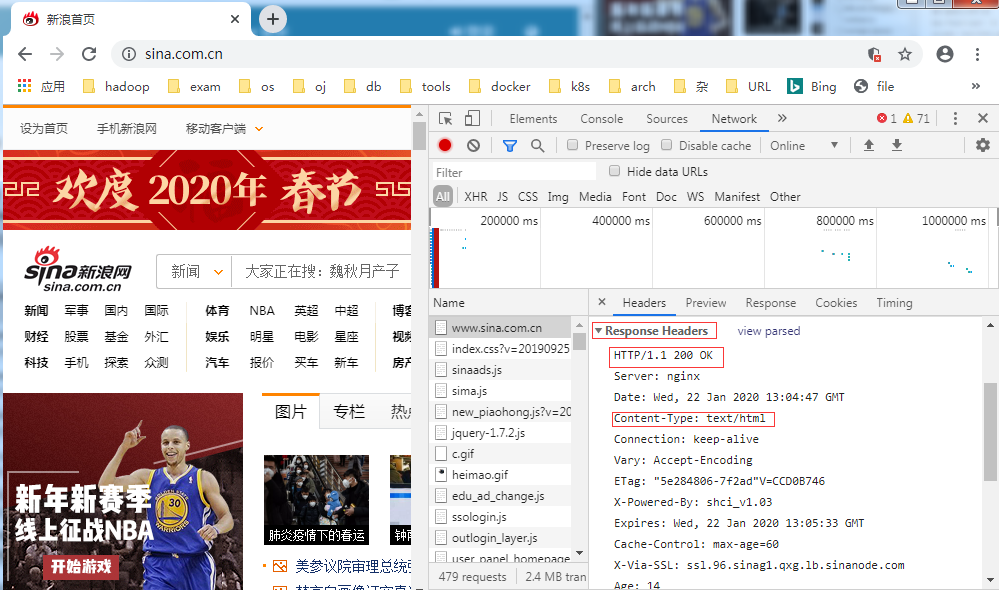 新浪首页
sina.com.cn
应用 hadoop exam os oj db tools docker k8s arch 杂 URL Bing file »
设为首页 手机新浪网 移动客户端
欢度 2020年 春节
sina新浪网
sina.com.cn
新闻 大家正在搜：魏秋月产子
新闻 军事 国内 国际 体育 NBA 英超 中超 博客
财经 股票 基金 外汇 娱乐 明星 电影 星座 视频
科技 手机 探索 众测 汽车 报价 买车 新车 房产
新年新赛季
线上征战NBA
开始游戏
30
图片 专栏 热点
肺炎疫情下的春运
钟南
美参议院审理总统弹
Elements Console Sources Network » 1 71
Preserve log Disable cache Online
Filter Hide data URLs
All XHR JS CSS Img Media Font Doc WS Manifest Other
200000 ms 400000 ms 600000 ms 800000 ms 1000000 ms
Name
www.sina.com.cn
index.css?v=20190925
sinaads.js
sima.js
new_piaohong.js?v=20
jquery-1.7.2.js
c.gif
heimao.gif
edu_ad_change.js
ssologin.js
outlogin_layer.js
user_panel_homepage
479 requests 2.4 MB tran
× Headers Preview Response Cookies Timing
Response Headers view parsed
HTTP/1.1 200 OK
Server: nginx
Date: Wed, 22 Jan 2020 13:04:47 GMT
Content-Type: text/html
Connection: keep-alive
Vary: Accept-Encoding
ETag: "5e284806-7f2ad"V=CCD0B746
X-Powered-By: shci_v1.03
Expires: Wed, 22 Jan 2020 13:05:33 GMT
Cache-Control: max-age=60
X-Via-SSL: ssl.96.sinag1.qxg.lb.sinanode.com
Age: 14